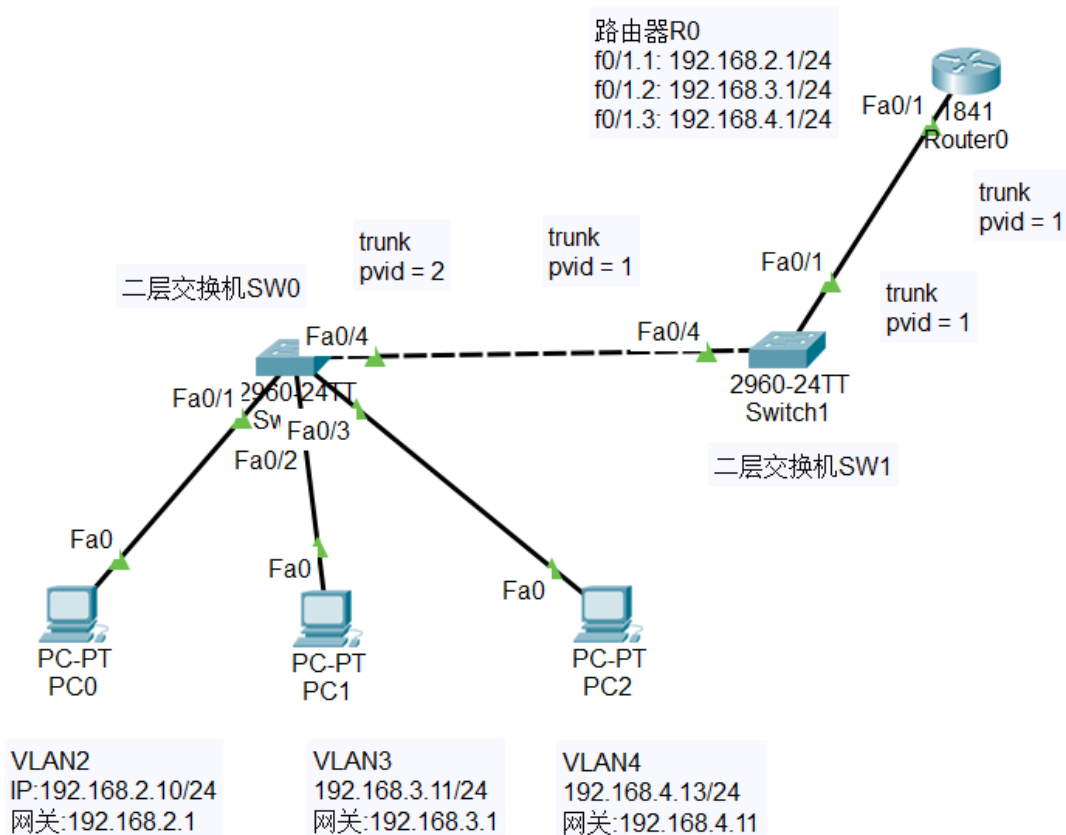 路由器R0
f0/1.1: 192.168.2.1/24
f0/1.2: 192.168.3.1/24
f0/1.3: 192.168.4.1/24
Fa0/1
1841
Router0
trunk
pvid = 1
trunk
pvid = 2
trunk
pvid = 1
Fa0/1
trunk
pvid = 1
二层交换机SW0
Fa0/4
Fa0/4
2960-24TT
Switch1
二层交换机SW1
2960-24TT
Sw
Fa0/1
Fa0/3
Fa0/2
Fa0
Fa0
Fa0
PC-PT
PC0
PC-PT
PC1
PC-PT
PC2
VLAN2
IP:192.168.2.10/24
网关:192.168.2.1
VLAN3
192.168.3.11/24
网关:192.168.3.1
VLAN4
192.168.4.13/24
网关:192.168.4.11